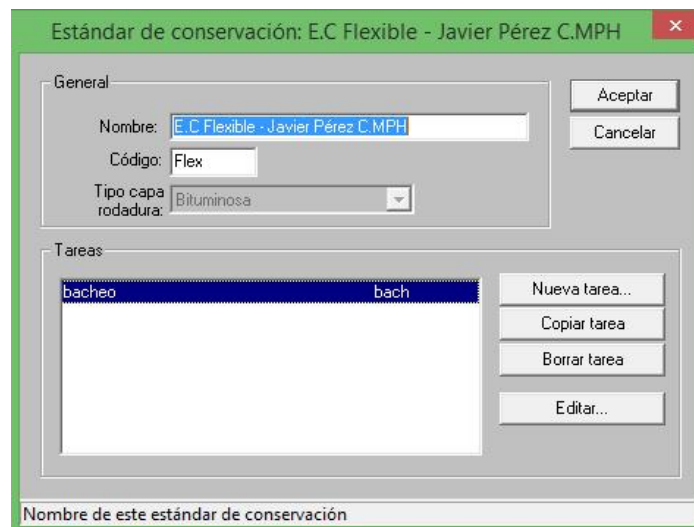 Estándar de conservación: E.C Flexible - Javier Pérez C.MPH
General
Nombre: E.C Flexible - Javier Pérez C.MPH
Código: Flex
Tipo capa
rodadura: Bituminosa
Aceptar
Cancelar
Tareas
bacheo bach
Nueva tarea...
Copiar tarea
Borrar tarea
Editar...
Nombre de este estándar de conservación